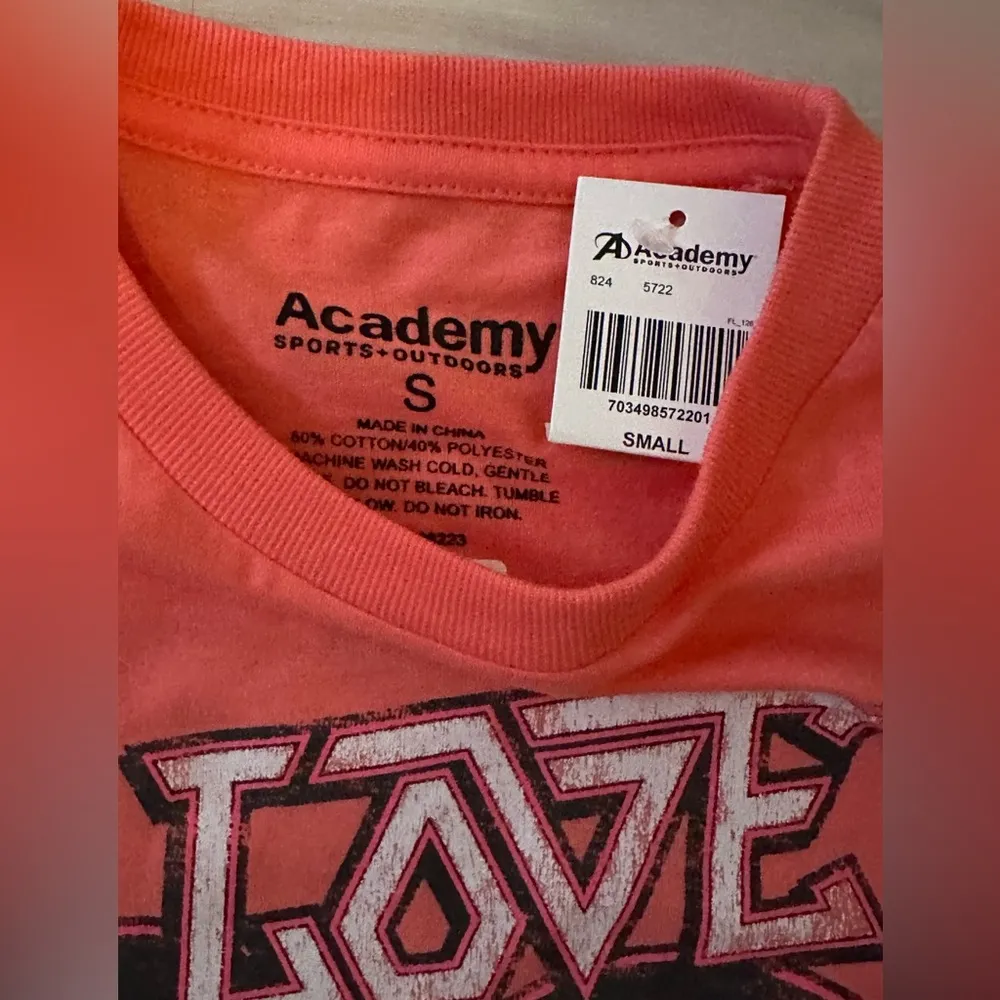 Academy
SPORTS+OUTDOORS
S
MADE IN CHINA
60% COTTON/40% POLYESTER
MACHINE WASH COLD, GENTLE
DO NOT BLEACH. TUMBLE
LOW. DO NOT IRON.
Academy
SPORTS+OUTDOORS
824 5722
703498572201
SMALL
LOVE